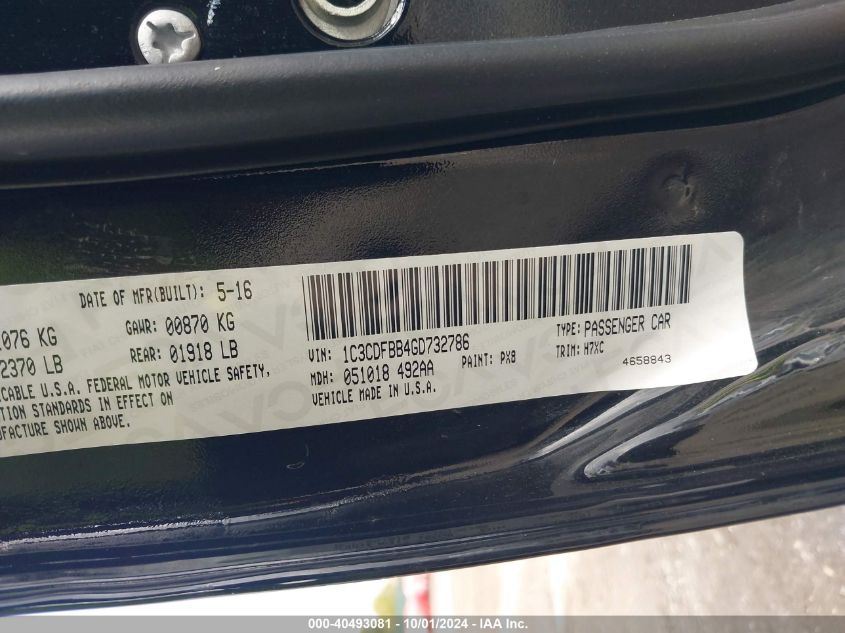 DATE OF MFR(BUILT): 5-16
076 KG GAWR: 00870 KG
2370 LB REAR: 01918 LB
ICABLE U.S.A. FEDERAL MOTOR VEHICLE SAFETY,
TION STANDARDS IN EFFECT ON
UFACTURE SHOWN ABOVE.
VIN: 1C3CDFBB4GD732786 TYPE: PASSENGER CAR
MDH: 051018 492AA PAINT: PX8 TRIM: H7XC
VEHICLE MADE IN U.S.A. 4658843
000-40493081 - 10/01/2024 - IAA Inc.